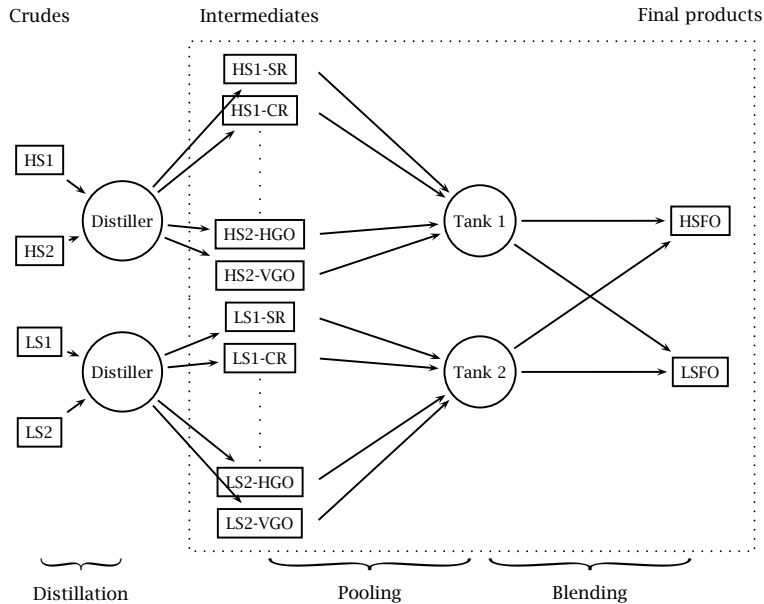 Crudes
Intermediates
Final products
HS1-SR
HS1-CR
HS1
HS2
Distiller
HS2-HGO
HS2-VGO
Tank 1
HSFO
LS1-SR
LS1-CR
LS1
LS2
Distiller
LS2-HGO
LS2-VGO
Tank 2
LSFO
Distillation
Pooling
Blending